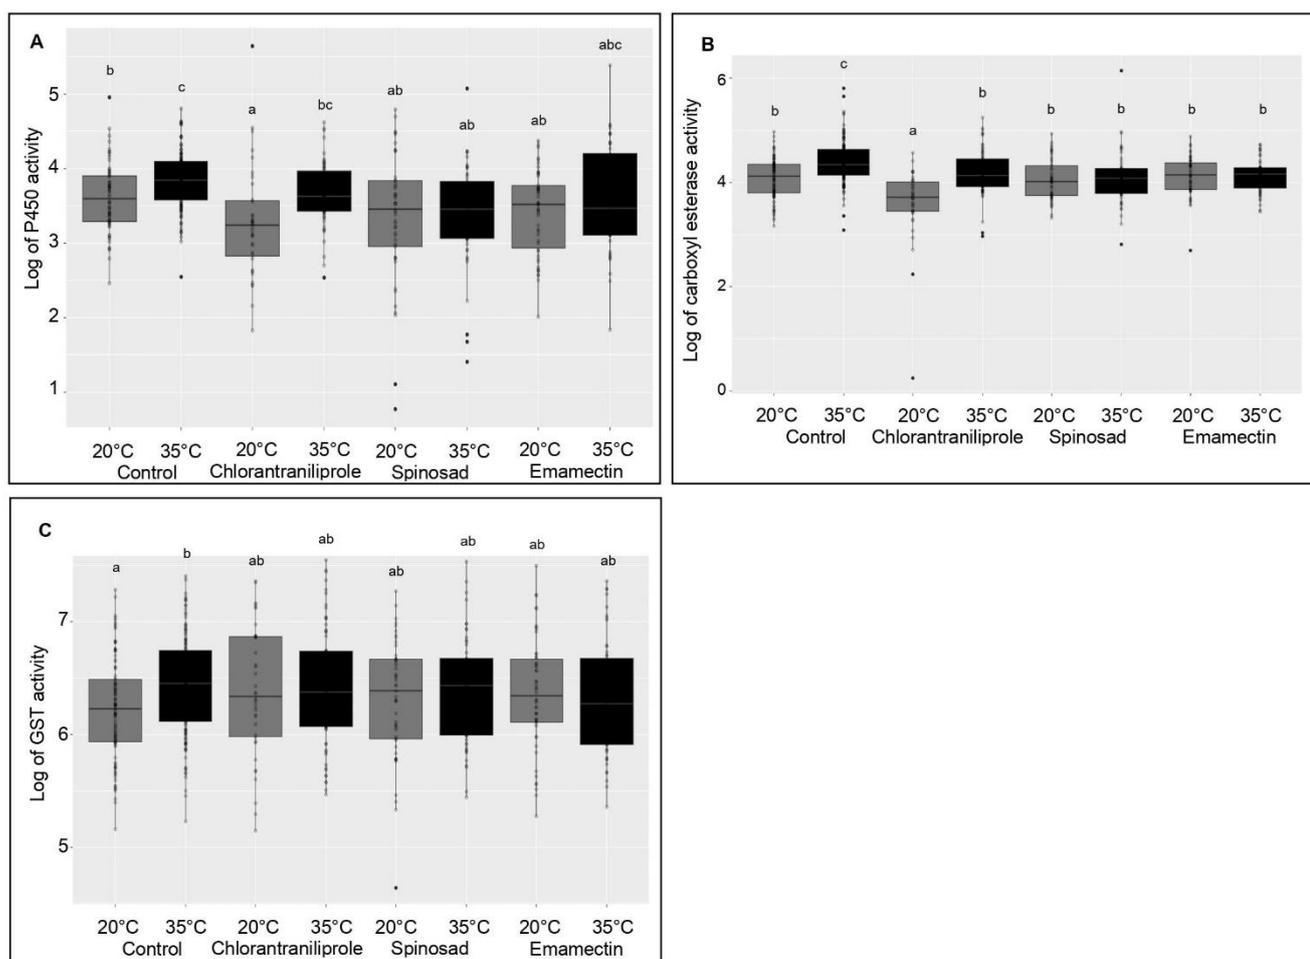 A
b c a bc ab ab ab abc
Log of P450 activity
5
4
3
2
1
20°C 35°C 20°C 35°C 20°C 35°C 20°C 35°C
Control Chlorantraniliprole Spinosad Emamectin
B
b c a b b b b b
Log of carboxyl esterase activity
6
4
2
0
20°C 35°C 20°C 35°C 20°C 35°C 20°C 35°C
Control Chlorantraniliprole Spinosad Emamectin
C
a b ab ab ab ab ab ab
Log of GST activity
7
6
5
20°C 35°C 20°C 35°C 20°C 35°C 20°C 35°C
Control Chlorantraniliprole Spinosad Emamectin